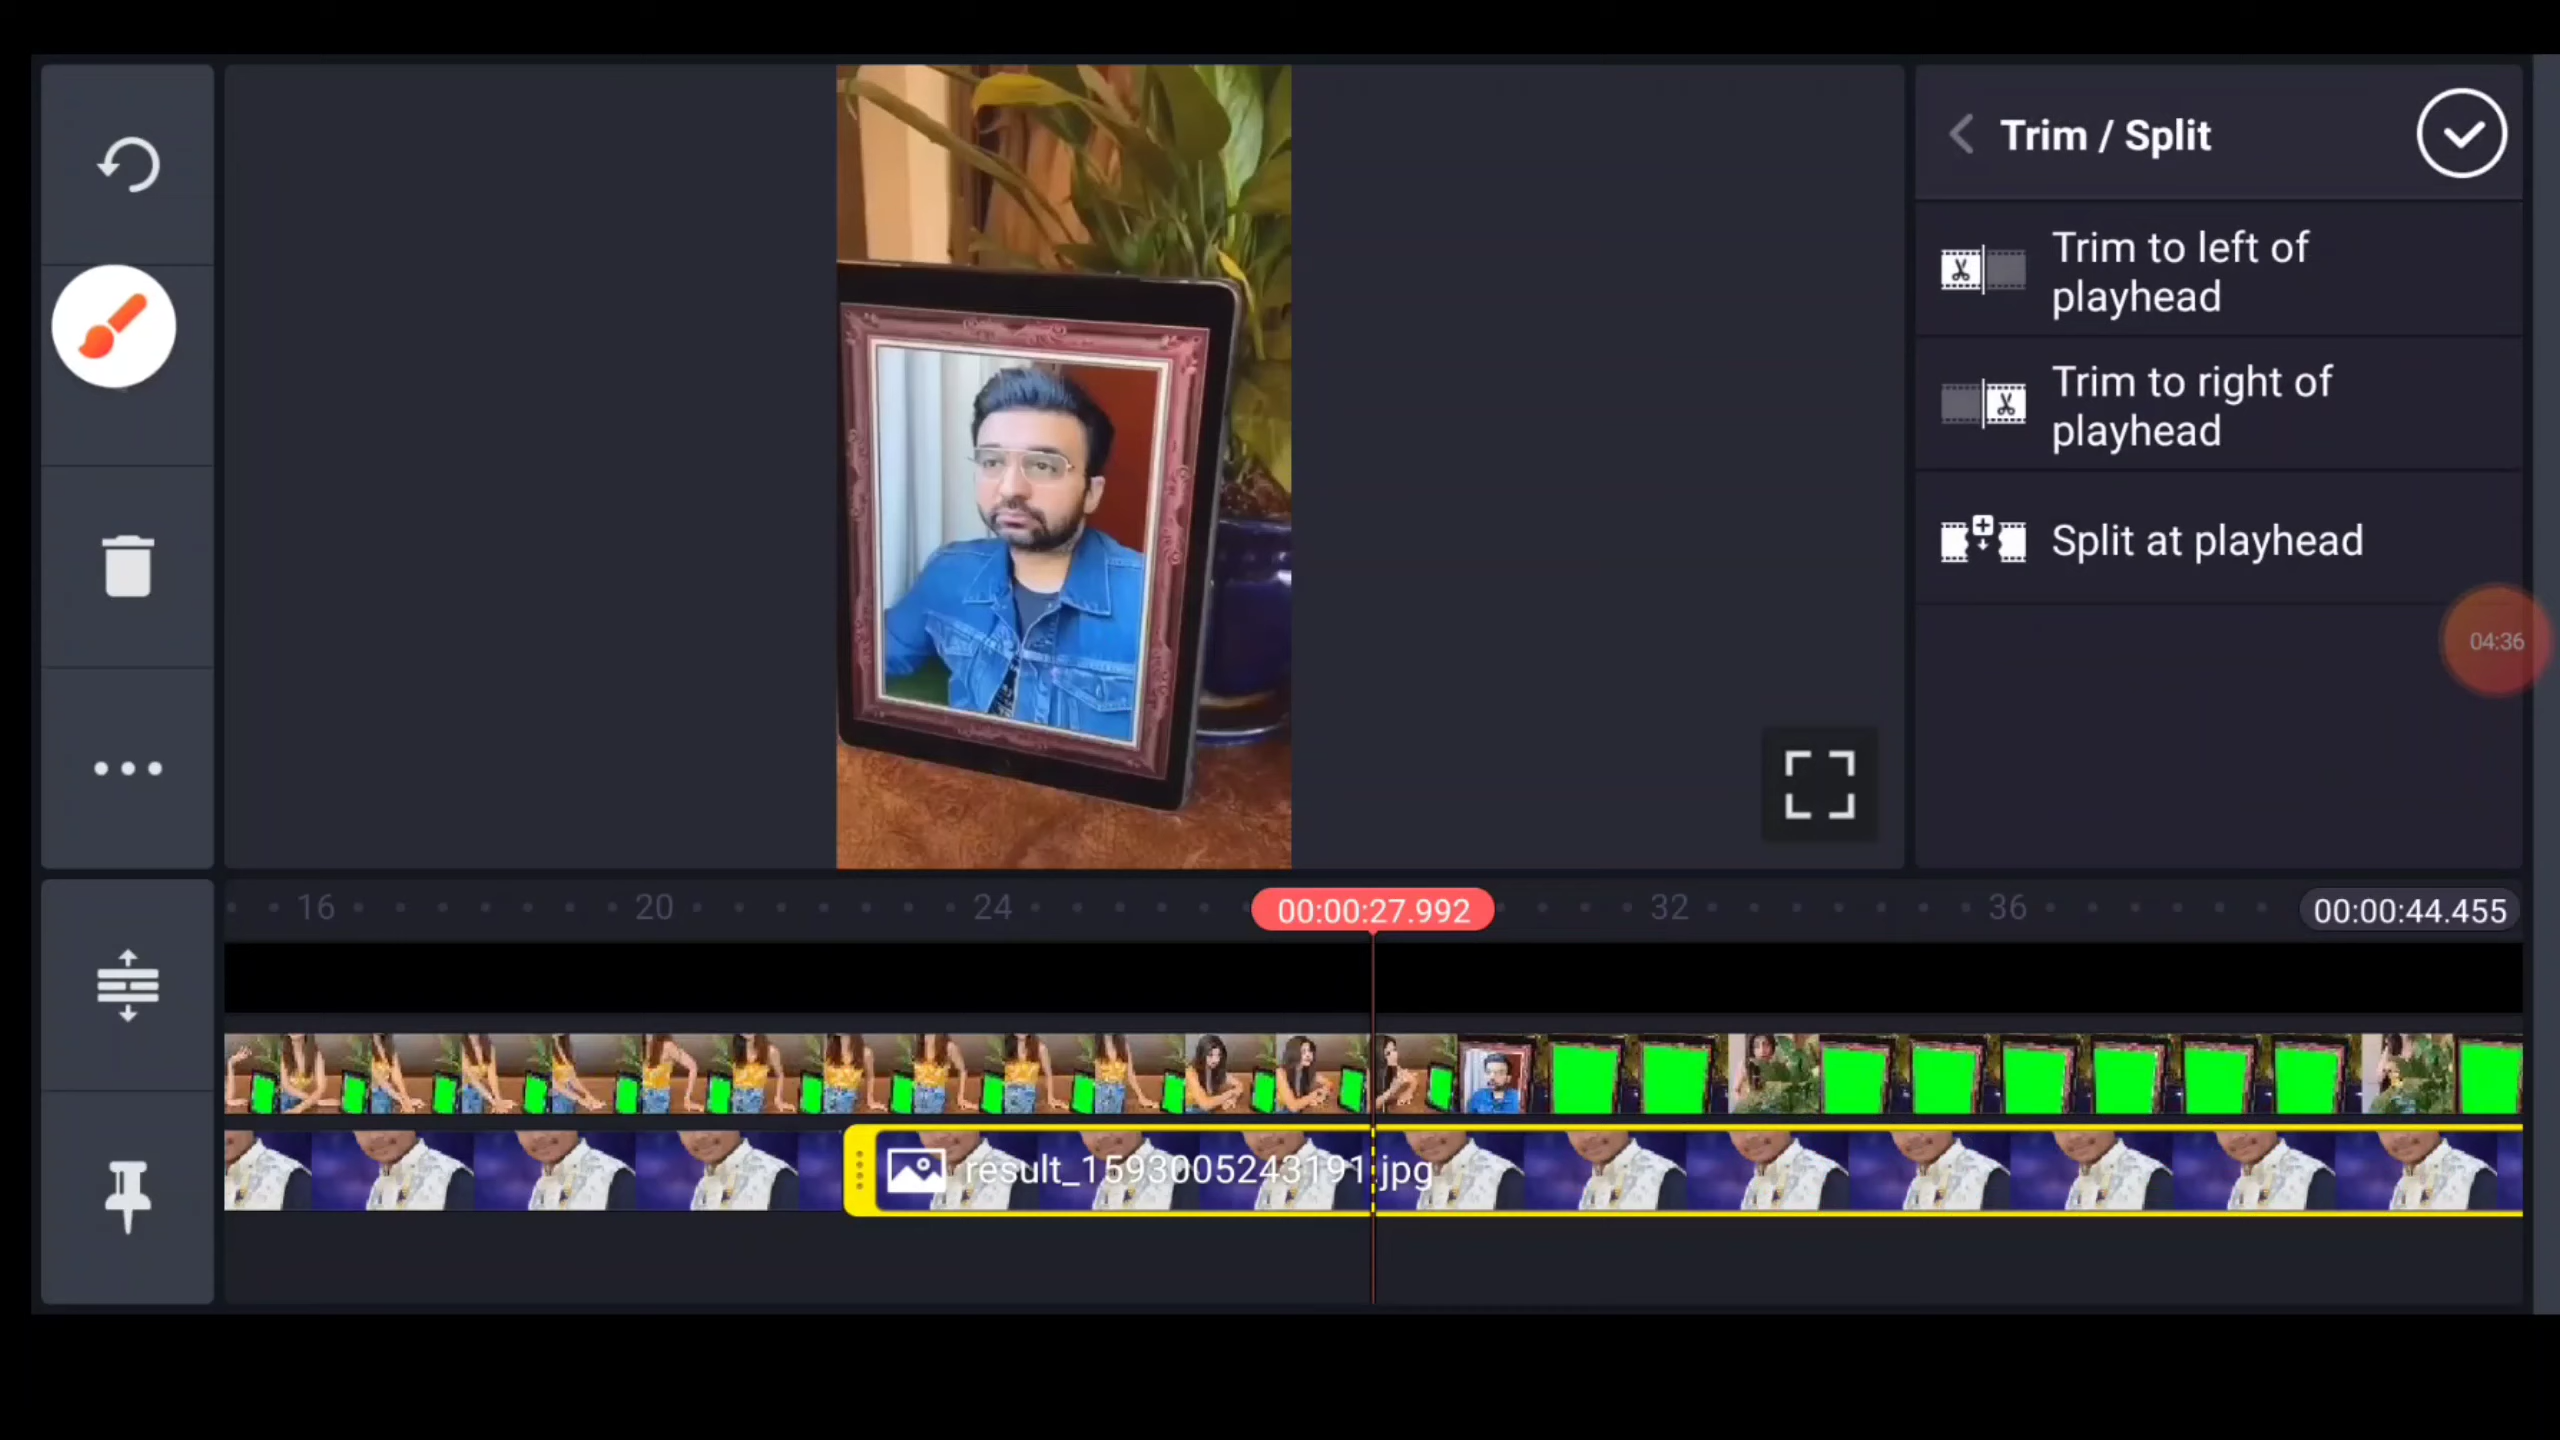 Trim / Split
Trim to left of
playhead
Trim to right of
playhead
Split at playhead
04:36
16
20
24
00:00:27.992
32
36
00:00:44.455
result_1593005243191.jpg